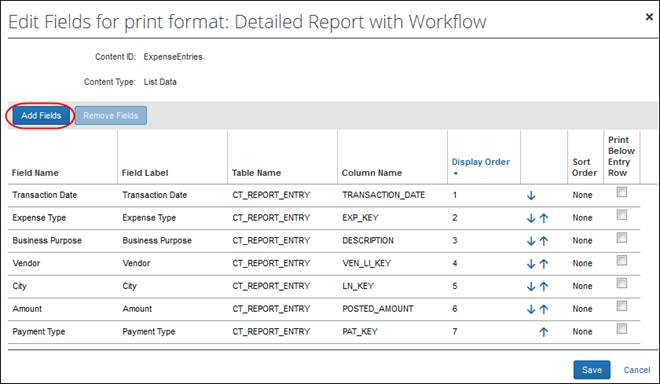 Edit Fields for print format: Detailed Report with Workflow
Content ID: ExpenseEntries
Content Type: List Data
Add Fields Remove Fields
Field Name Field Label Table Name Column Name Display Order Sort Order Print Below Entry Row
Transaction Date Transaction Date CT_REPORT_ENTRY TRANSACTION_DATE 1 None
Expense Type Expense Type CT_REPORT_ENTRY EXP_KEY 2 None
Business Purpose Business Purpose CT_REPORT_ENTRY DESCRIPTION 3 None
Vendor Vendor CT_REPORT_ENTRY VEN_LI_KEY 4 None
City City CT_REPORT_ENTRY LN_KEY 5 None
Amount Amount CT_REPORT_ENTRY POSTED_AMOUNT 6 None
Payment Type Payment Type CT_REPORT_ENTRY PAT_KEY 7 None
Save Cancel